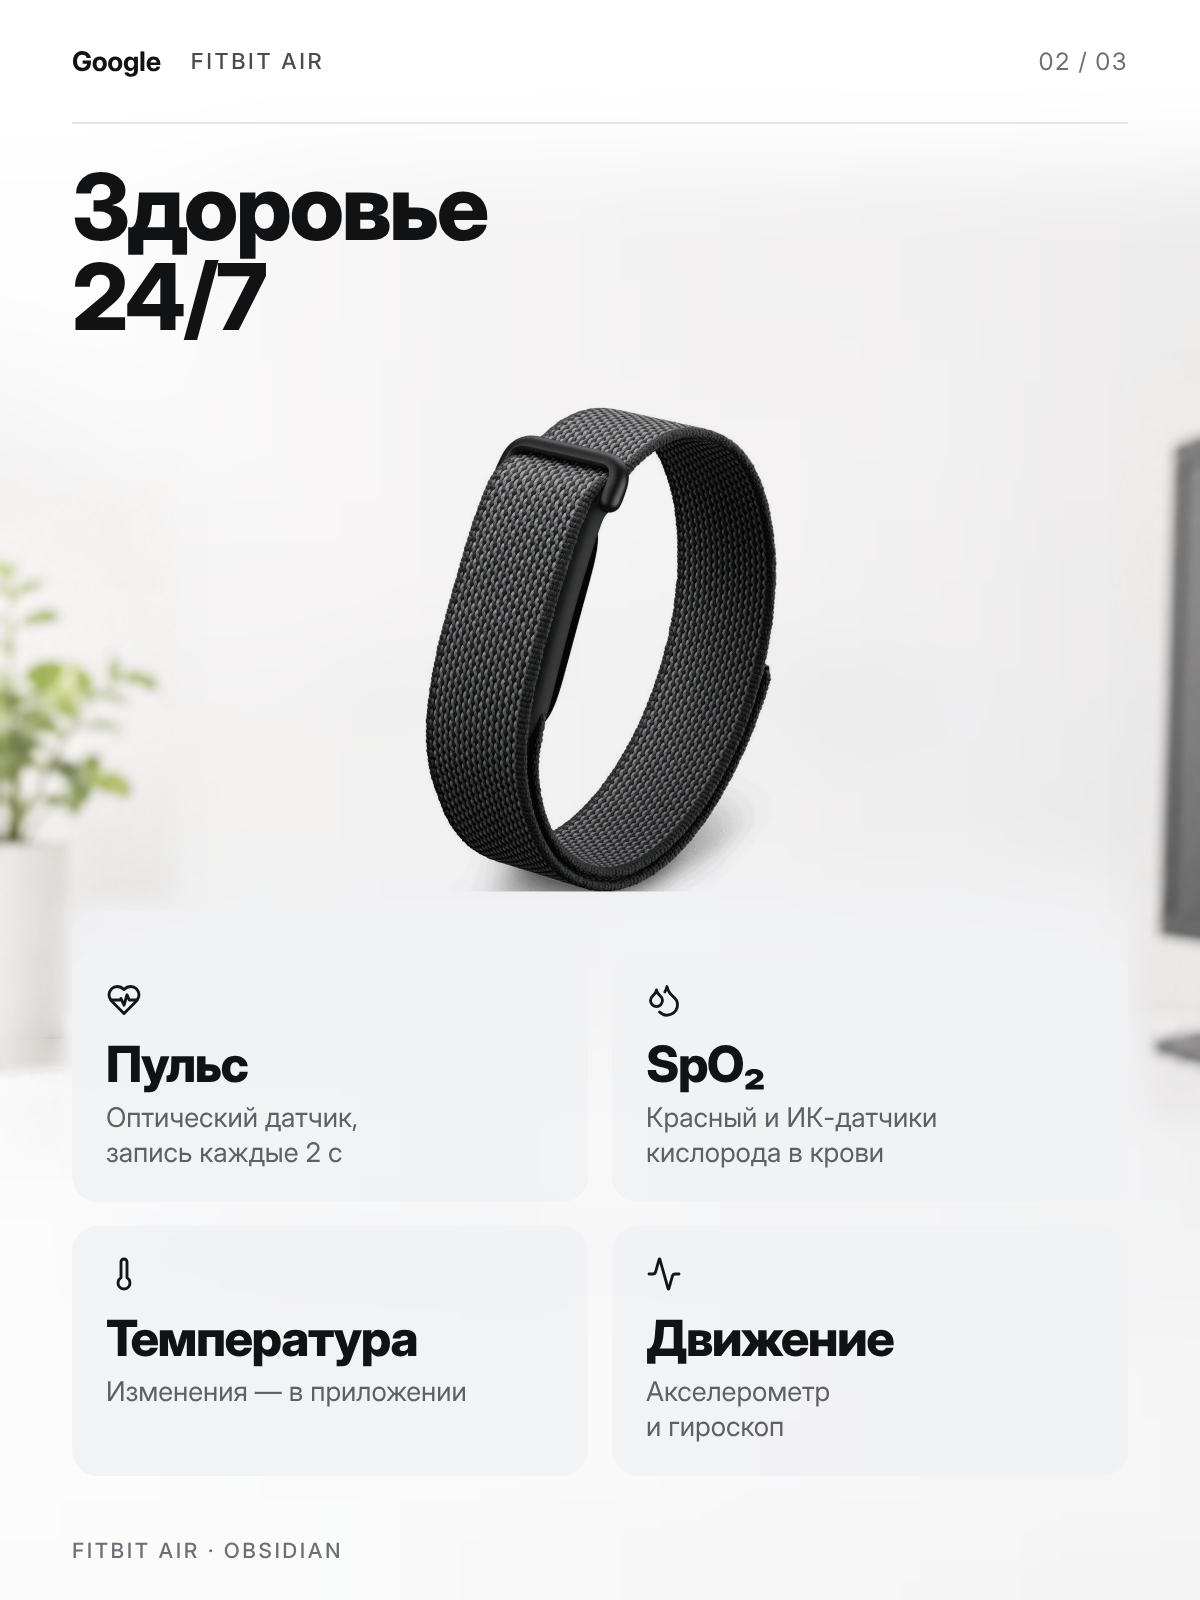 Google FITBIT AIR 02 / 03
Здоровье
24/7
Пульс
Оптический датчик,
запись каждые 2 с
SpO₂
Красный и ИК-датчики
кислорода в крови
Температура
Изменения — в приложении
Движение
Акселерометр
и гироскоп
FITBIT AIR · OBSIDIAN